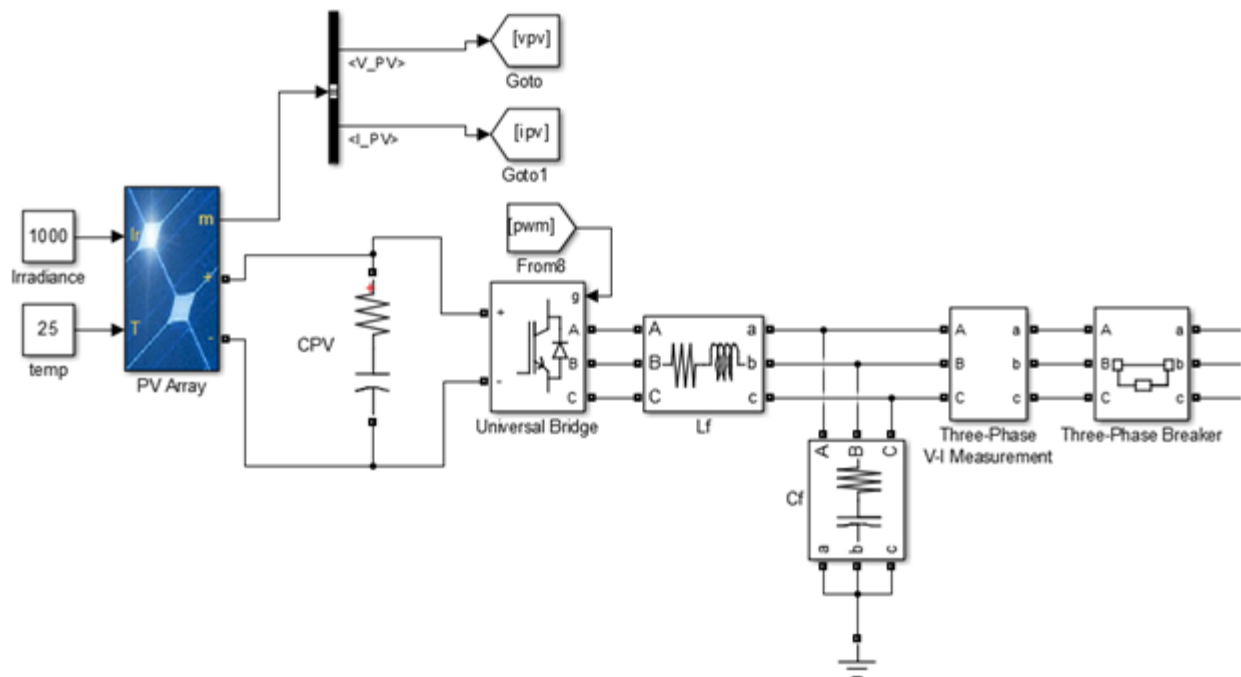 [vpv]
<V_PV>
Goto
[ipv]
<I_PV>
Goto1
1000
Irradiance
25
temp
Ir
T
m
+
-
PV Array
CPV
[pwm]
From8
g
+
-
A
B
C
Universal Bridge
A
B
C
a
b
c
Lf
A
B
C
a
b
c
Three-Phase
V-I Measurement
A
B
C
a
b
c
Three-Phase Breaker
A B C
Cf
a b c